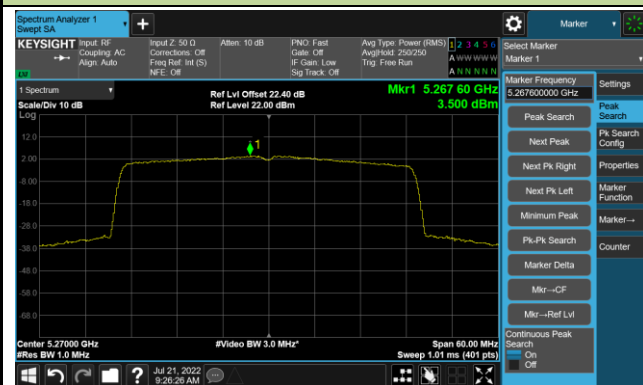 Spectrum Analyzer 1
Swept SA
Marker
KEYSIGHT
Input: RF
Coupling: AC
Align: Auto
Input Z: 50 Ω
Corrections: Off
Freq Ref: Int (S)
NFE: Off
Atten: 10 dB
PNO: Fast
Gate: Off
IF Gain: Low
Sig Track: Off
Avg Type: Power (RMS)
Avg|Hold: 250/250
Trig: Free Run
1 2 3 4 5 6
A W W W W W
A N N N N N
1 Spectrum
Scale/Div 10 dB
Ref Lvl Offset 22.40 dB
Ref Level 22.00 dBm
Mkr1 5.267 60 GHz
3.500 dBm
Log
12.0
2.00
-8.00
-18.0
-28.0
-38.0
-48.0
-58.0
-68.0
1
Center 5.27000 GHz
#Res BW 1.0 MHz
#Video BW 3.0 MHz*
Span 60.00 MHz
Sweep 1.01 ms (401 pts)
Jul 21, 2022
9:26:26 AM
Select Marker
Marker 1
Marker Frequency
5.267600000 GHz
Peak Search
Next Peak
Next Pk Right
Next Pk Left
Minimum Peak
Pk-Pk Search
Marker Delta
Mkr→CF
Mkr→Ref Lvl
Continuous Peak
Search
On
Off
Settings
Peak
Search
Pk Search
Config
Properties
Marker
Function
Marker→
Counter